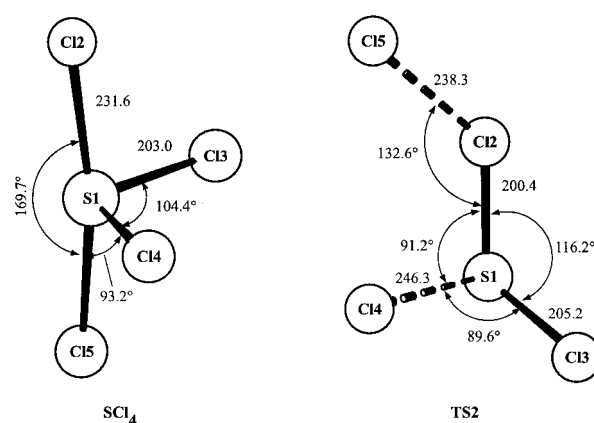 Cl2
231.6
203.0
Cl3
169.7°
S1
104.4°
Cl4
93.2°
Cl5
SCl4
Cl5
238.3
Cl2
132.6°
200.4
91.2°
116.2°
246.3
S1
Cl4
89.6°
205.2
Cl3
TS2